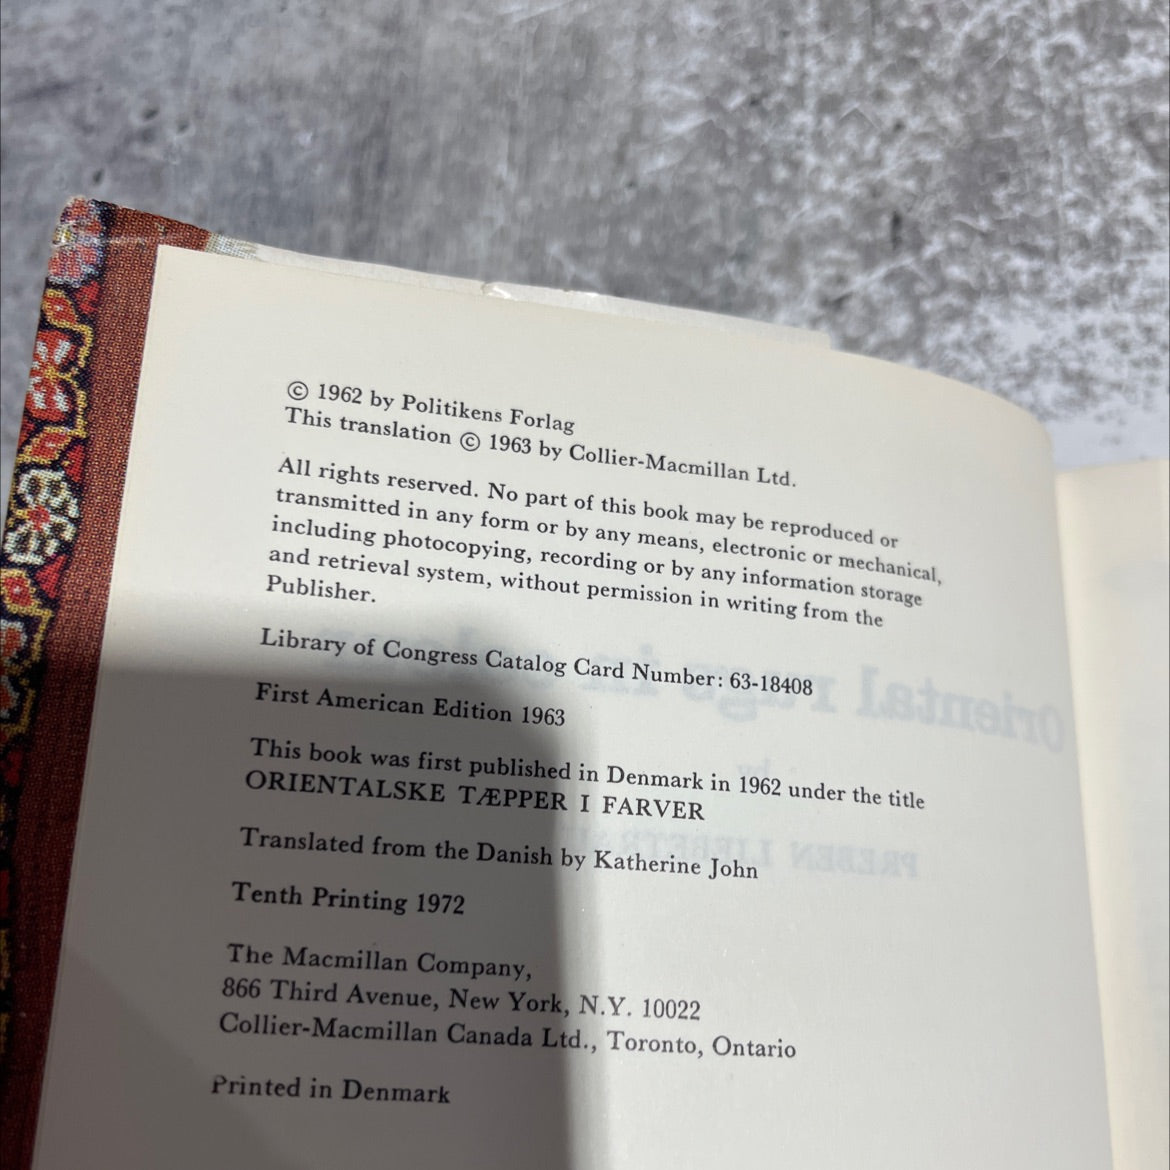 © 1962 by Politikens Forlag
This translation © 1963 by Collier-Macmillan Ltd.
All rights reserved. No part of this book may be reproduced or
transmitted in any form or by any means, electronic or mechanical,
including photocopying, recording or by any information storage
and retrieval system, without permission in writing from the
Publisher.
Library of Congress Catalog Card Number: 63-18408
First American Edition 1963
This book was first published in Denmark in 1962 under the title
ORIENTALSKE TÆPPER I FARVER
Translated from the Danish by Katherine John
Tenth Printing 1972
The Macmillan Company,
866 Third Avenue, New York, N.Y. 10022
Collier-Macmillan Canada Ltd., Toronto, Ontario
Printed in Denmark